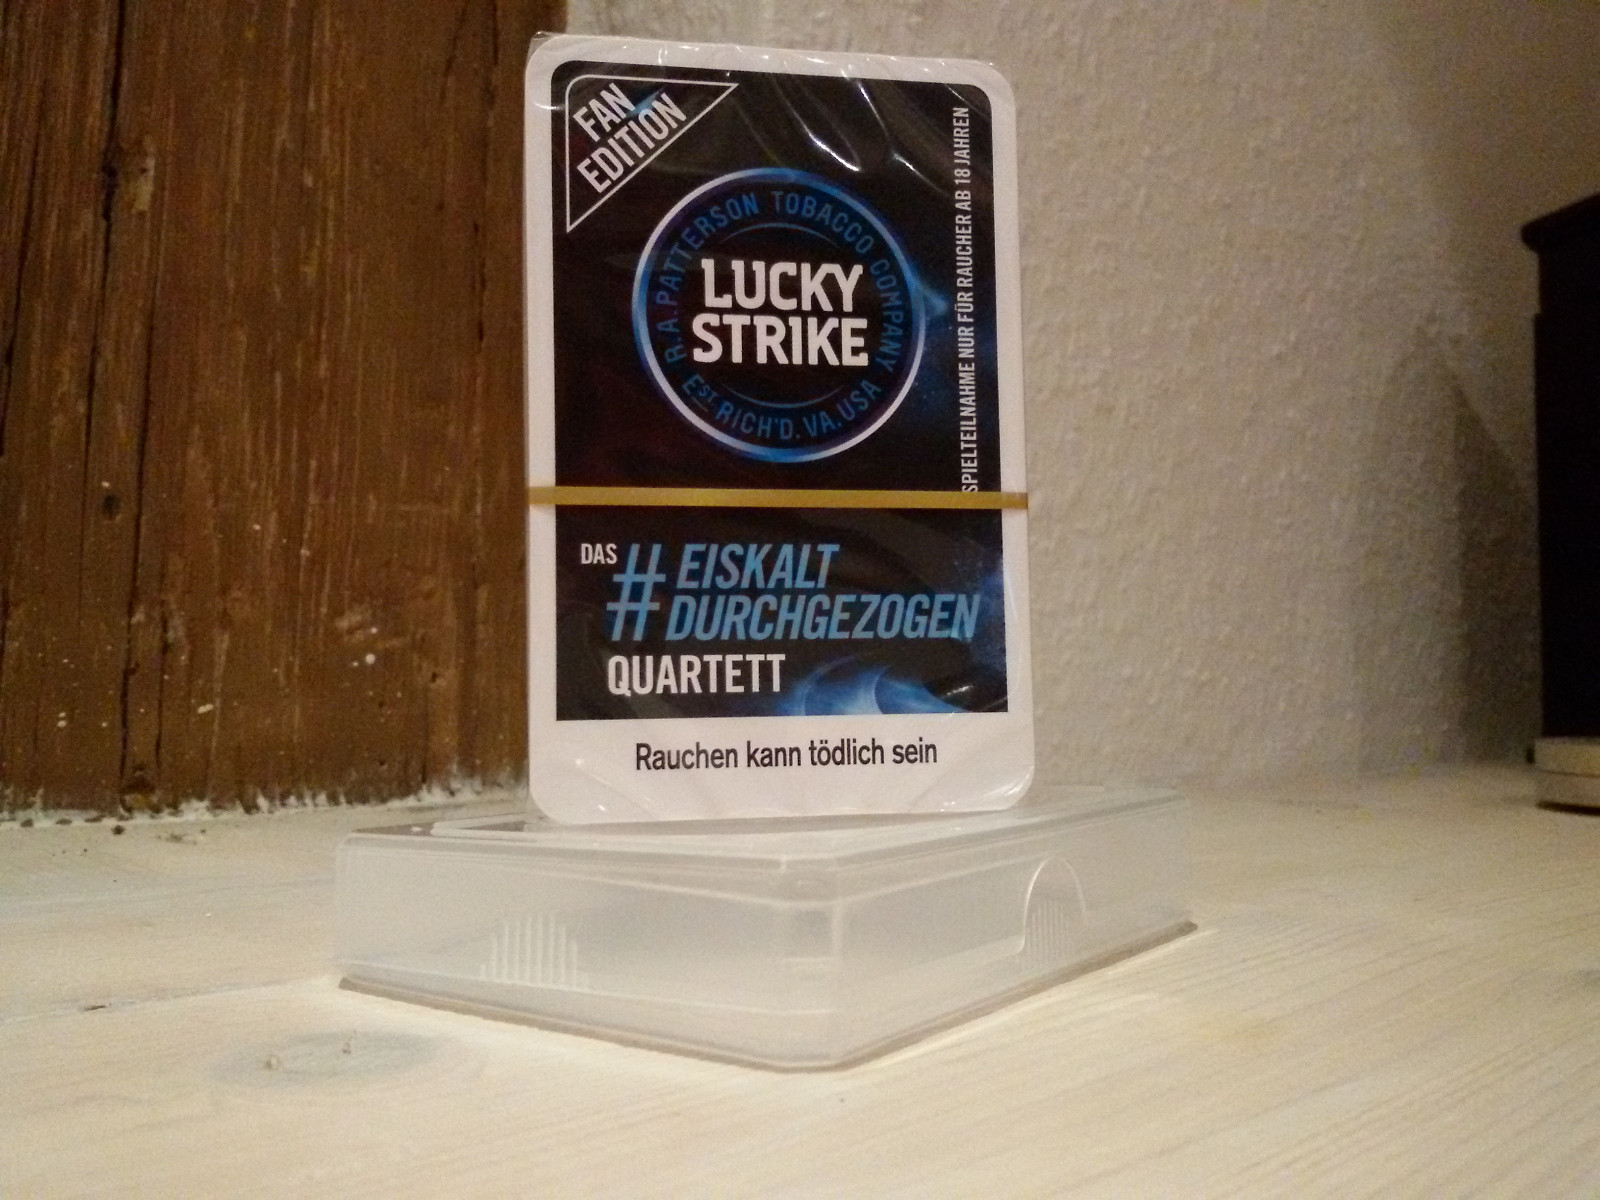 FAN
EDITION
R.A. PATTERSON TOBACCO COMPANY
LUCKY
STRIKE
EST. RICH'D. VA. USA
SPIELTEILNAHME NUR FÜR RAUCHER AB 18 JAHREN
DAS # EISKALT
DURCHGEZOGEN
QUARTETT
Rauchen kann tödlich sein